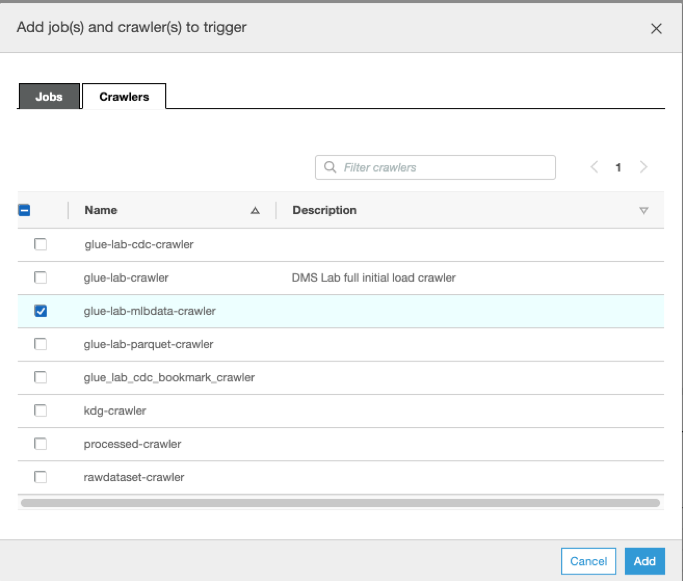 Add job(s) and crawler(s) to trigger
Jobs Crawlers
Filter crawlers 1
Name Description
glue-lab-cdc-crawler
glue-lab-crawler DMS Lab full initial load crawler
glue-lab-mlbdata-crawler
glue-lab-parquet-crawler
glue_lab_cdc_bookmark_crawler
kdg-crawler
processed-crawler
rawdataset-crawler
Cancel Add